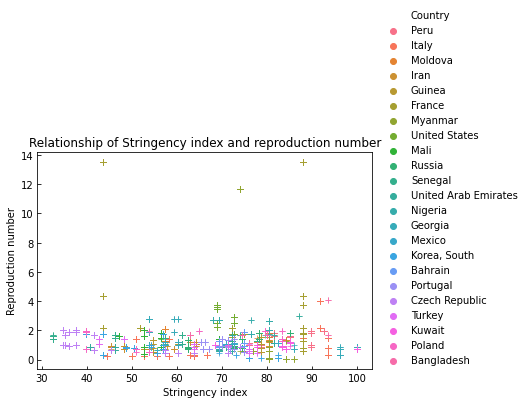 Country
Peru
Italy
Moldova
Iran
Guinea
France
Myanmar
United States
Mali
Russia
Senegal
United Arab Emirates
Nigeria
Georgia
Mexico
Korea, South
Bahrain
Portugal
Czech Republic
Turkey
Kuwait
Poland
Bangladesh
Relationship of Stringency index and reproduction number
14
12
10
8
6
4
2
0
Reproduction number
30 40 50 60 70 80 90 100
Stringency index